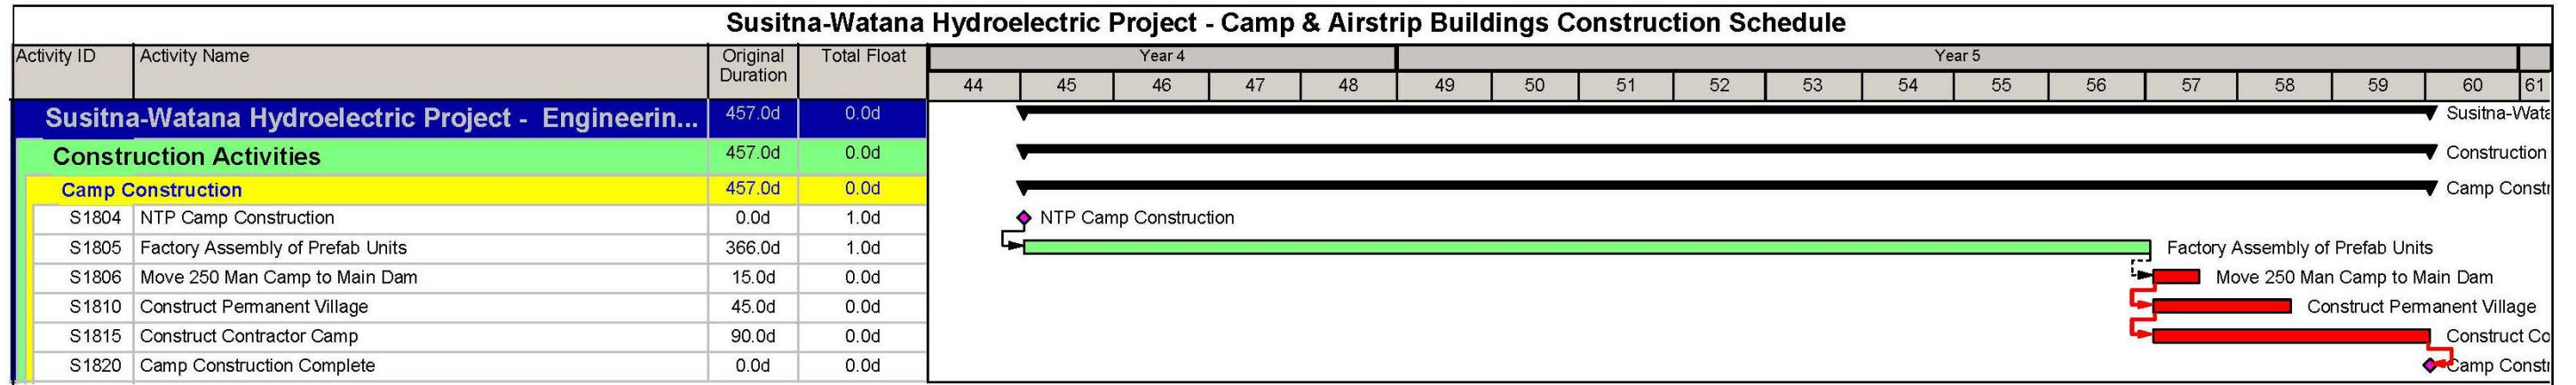 Susitna-Watana Hydroelectric Project - Camp & Airstrip Buildings Construction Schedule
Activity ID Activity Name Original Duration Total Float Year 4 Year 5
44 45 46 47 48 49 50 51 52 53 54 55 56 57 58 59 60 61
Susitna-Watana Hydroelectric Project - Engineerin... 457.0d 0.0d Susitna-Wata
Construction Activities 457.0d 0.0d Construction
Camp Construction 457.0d 0.0d Camp Constr
S1804 NTP Camp Construction 0.0d 1.0d NTP Camp Construction
S1805 Factory Assembly of Prefab Units 366.0d 1.0d Factory Assembly of Prefab Units
S1806 Move 250 Man Camp to Main Dam 15.0d 0.0d Move 250 Man Camp to Main Dam
S1810 Construct Permanent Village 45.0d 0.0d Construct Permanent Village
S1815 Construct Contractor Camp 90.0d 0.0d Construct Co
S1820 Camp Construction Complete 0.0d 0.0d Camp Constr